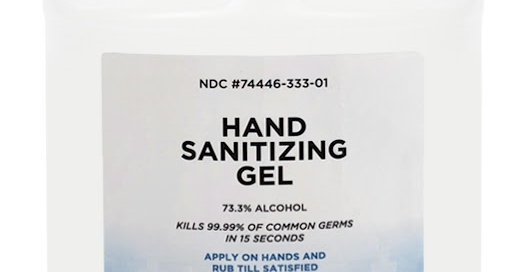 NDC #74446-333-01
HAND
SANITIZING
GEL
73.3% ALCOHOL
KILLS 99.99% OF COMMON GERMS
IN 15 SECONDS
APPLY ON HANDS AND
RUB TILL SATISFIED